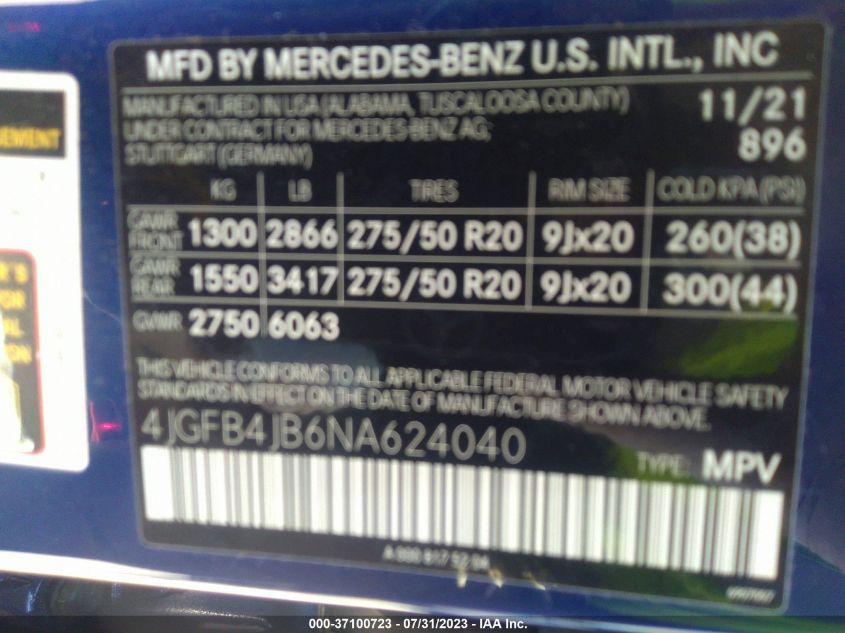 MFD BY MERCEDES-BENZ U.S. INTL., INC
MANUFACTURED IN USA (ALABAMA, TUSCALOOSA COUNTY) 11/21
UNDER CONTRACT FOR MERCEDES-BENZ AG; 896
STUTTGART (GERMANY)
KG LB TIRES RIM SIZE COLD KPA (PSI)
GAWR FRONT 1300 2866 275/50 R20 9Jx20 260(38)
GAWR REAR 1550 3417 275/50 R20 9Jx20 300(44)
GVWR 2750 6063
THIS VEHICLE CONFORMS TO ALL APPLICABLE FEDERAL MOTOR VEHICLE SAFETY
STANDARDS IN EFFECT ON THE DATE OF MANUFACTURE SHOWN ABOVE.
4JGFB4JB6NA624040
TYPE: MPV
A 000 817 52 04
000-37100723 - 07/31/2023 - IAA Inc.